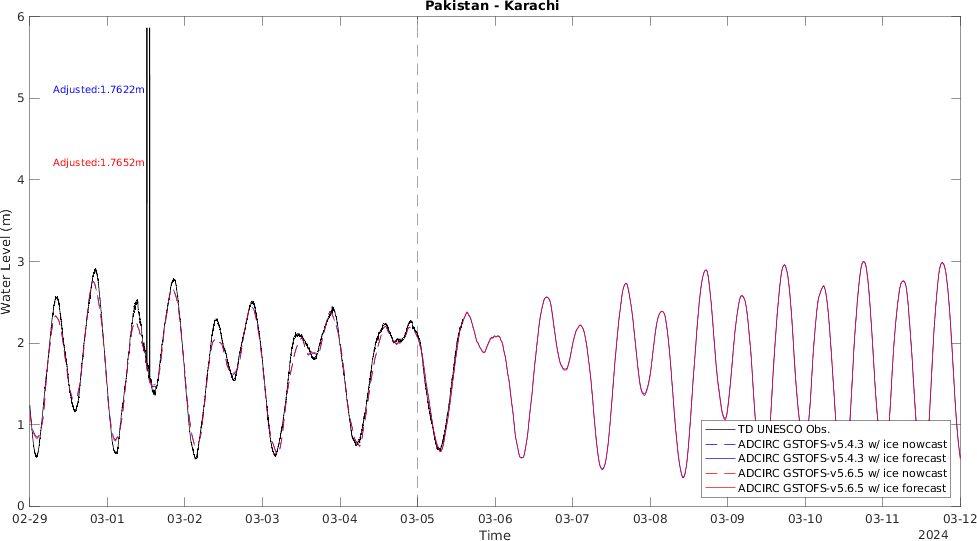 Pakistan - Karachi
6
5
4
3
2
1
0
Water Level (m)
Adjusted:1.7622m
Adjusted:1.7652m
TD UNESCO Obs.
ADCIRC GSTOFS-v5.4.3 w/ ice nowcast
ADCIRC GSTOFS-v5.4.3 w/ ice forecast
ADCIRC GSTOFS-v5.6.5 w/ ice nowcast
ADCIRC GSTOFS-v5.6.5 w/ ice forecast
02-29 03-01 03-02 03-03 03-04 03-05 03-06 03-07 03-08 03-09 03-10 03-11 03-12
Time
2024